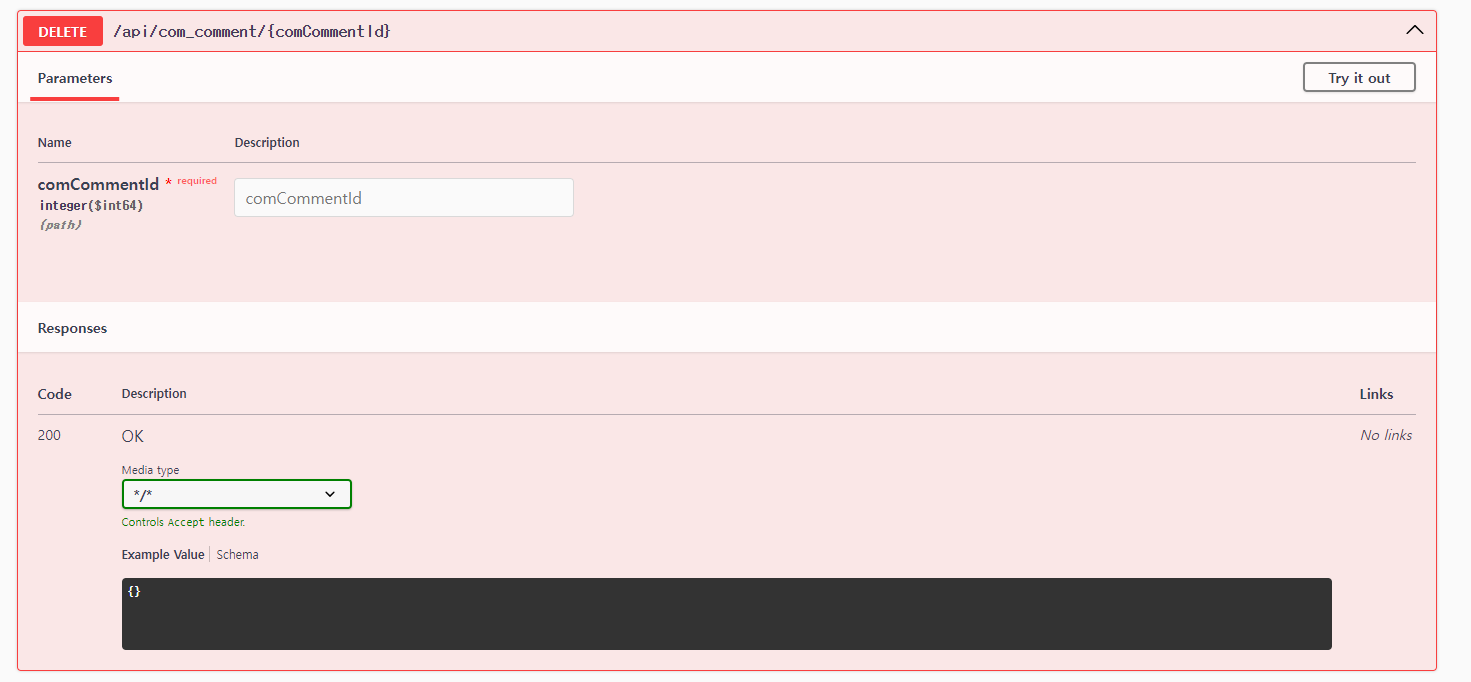 DELETE /api/com_comment/{comCommentId}
Parameters Try it out
Name Description
comCommentId * required
integer($int64)
(path)
comCommentId
Responses
Code Description Links
200 OK No links
Media type
*/*
Controls Accept header.
Example Value Schema
{}